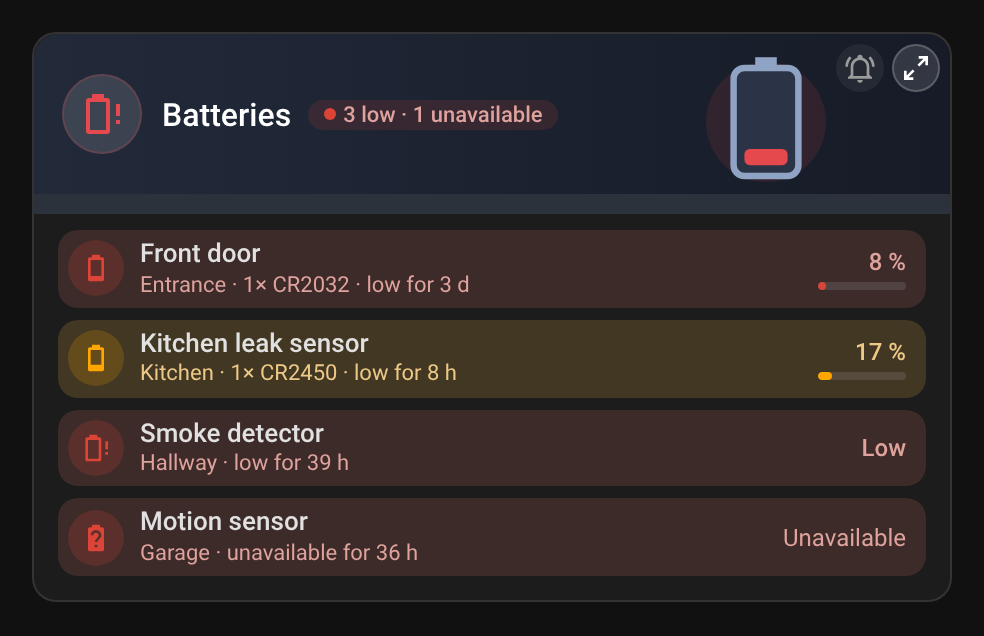 Batteries
3 low · 1 unavailable
Front door
Entrance · 1× CR2032 · low for 3 d
8 %
Kitchen leak sensor
Kitchen · 1× CR2450 · low for 8 h
17 %
Smoke detector
Hallway · low for 39 h
Low
Motion sensor
Garage · unavailable for 36 h
Unavailable